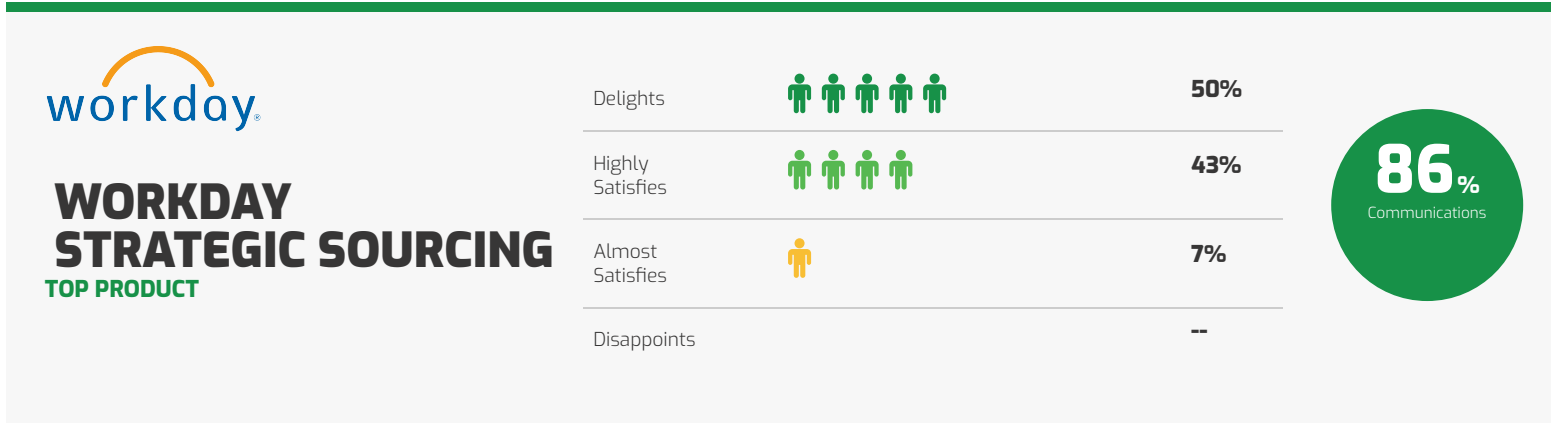 workday®
WORKDAY
STRATEGIC SOURCING
TOP PRODUCT
Delights
50%
Highly
Satisfies
43%
Almost
Satisfies
7%
Disappoints
--
86%
Communications